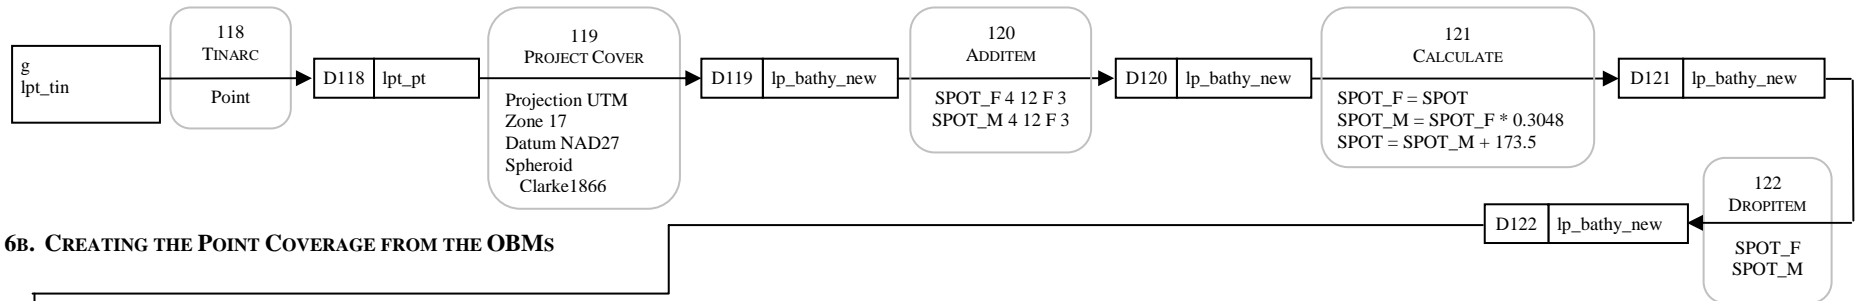 g
lpt_tin
118
TINARC
Point
D118 lpt_pt
119
PROJECT COVER
Projection UTM
Zone 17
Datum NAD27
Spheroid
Clarke1866
D119 lp_bathy_new
120
ADDITEM
SPOT_F 4 12 F 3
SPOT_M 4 12 F 3
D120 lp_bathy_new
121
CALCULATE
SPOT_F = SPOT
SPOT_M = SPOT_F * 0.3048
SPOT = SPOT_M + 173.5
D121 lp_bathy_new
122
DROPITEM
SPOT_F
SPOT_M
D122 lp_bathy_new
6B. CREATING THE POINT COVERAGE FROM THE OBMS